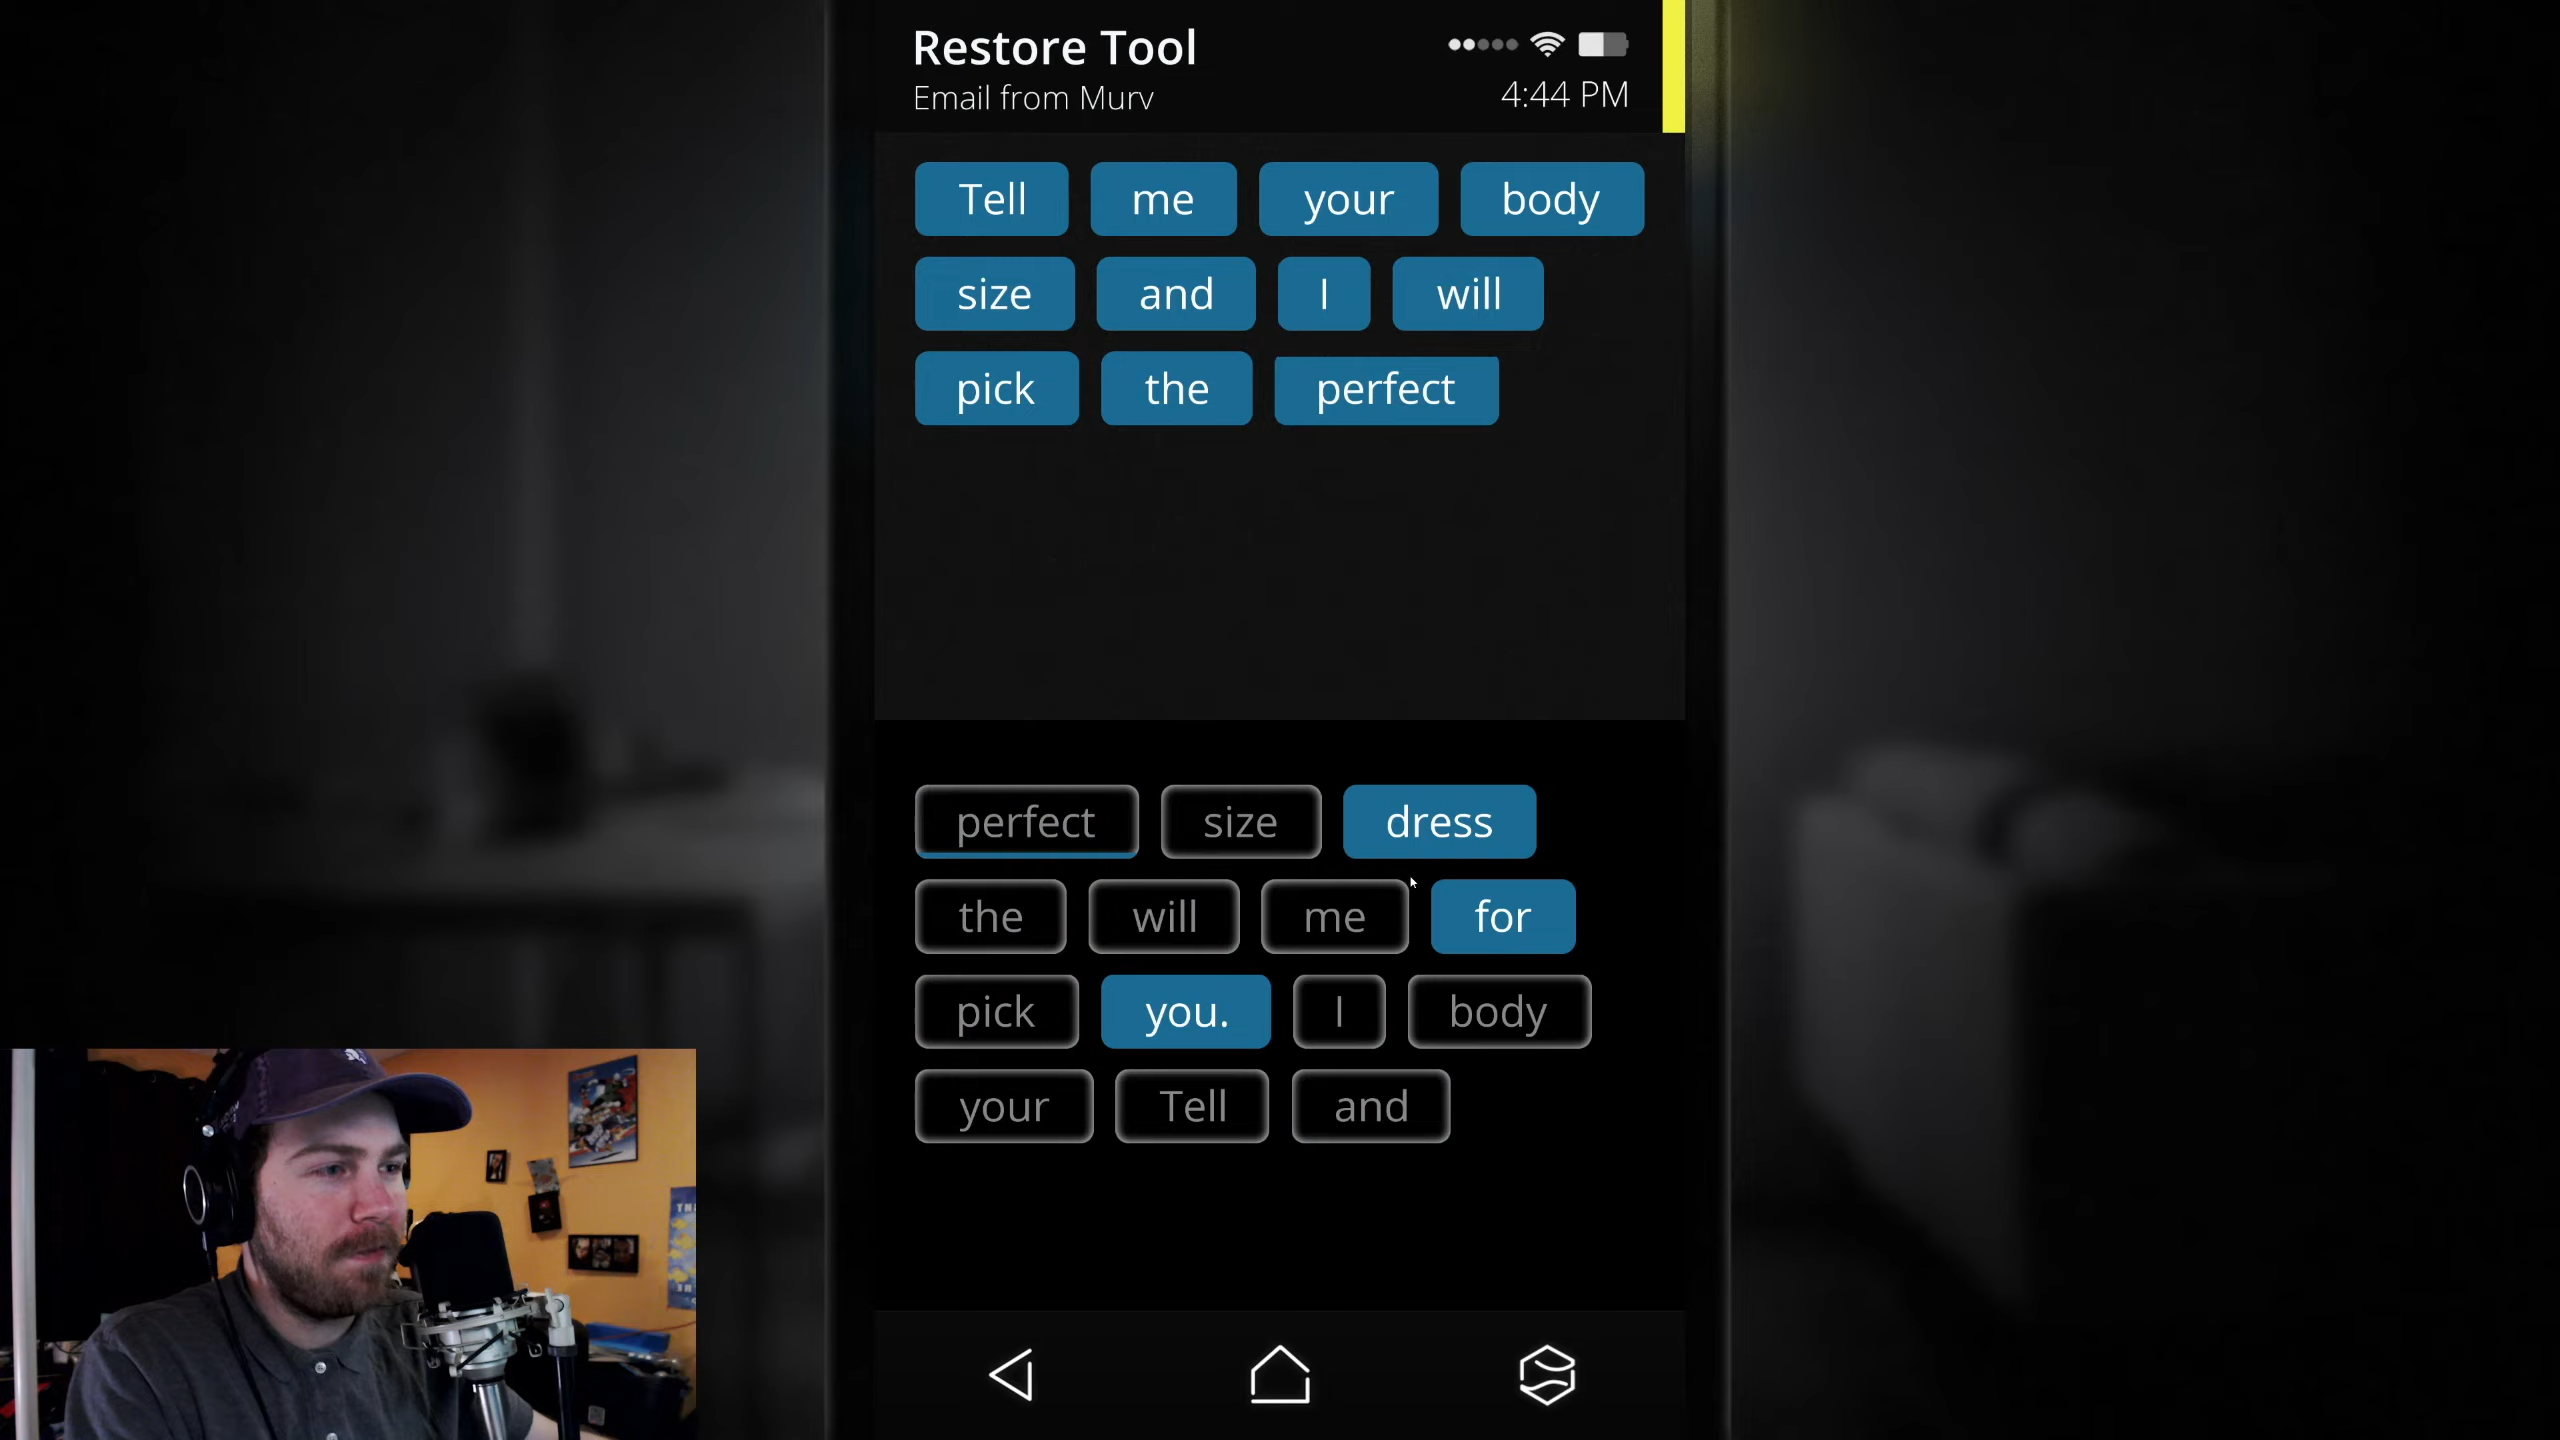 Restore Tool
Email from Murv
4:44 PM
Tell me your body
size and I will
pick the perfect
perfect size dress
the will me for
pick you. I body
your Tell and